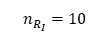 n_{R_I} = 10